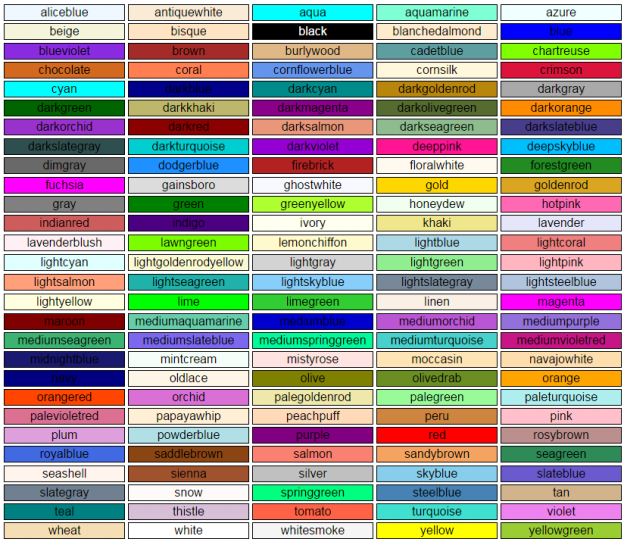 aliceblue antiquewhite aqua aquamarine azure
beige bisque black blanchedalmond blue
blueviolet brown burlywood cadetblue chartreuse
chocolate coral cornflowerblue cornsilk crimson
cyan darkblue darkcyan darkgoldenrod darkgray
darkgreen darkkhaki darkmagenta darkolivegreen darkorange
darkorchid darkred darksalmon darkseagreen darkslateblue
darkslategray darkturquoise darkviolet deeppink deepskyblue
dimgray dodgerblue firebrick floralwhite forestgreen
fuchsia gainsboro ghostwhite gold goldenrod
gray green greenyellow honeydew hotpink
indianred indigo ivory khaki lavender
lavenderblush lawngreen lemonchiffon lightblue lightcoral
lightcyan lightgoldenrodyellow lightgray lightgreen lightpink
lightsalmon lightseagreen lightskyblue lightslategray lightsteelblue
lightyellow lime limegreen linen magenta
maroon mediumaquamarine mediumblue mediumorchid mediumpurple
mediumseagreen mediumslateblue mediumspringgreen mediumturquoise mediumvioletred
midnightblue mintcream mistyrose moccasin navajowhite
navy oldlace olive olivedrab orange
orangered orchid palegoldenrod palegreen paleturquoise
palevioletred papayawhip peachpuff peru pink
plum powderblue purple red rosybrown
royalblue saddlebrown salmon sandybrown seagreen
seashell sienna silver skyblue slateblue
slategray snow springgreen steelblue tan
teal thistle tomato turquoise violet
wheat white whitesmoke yellow yellowgreen